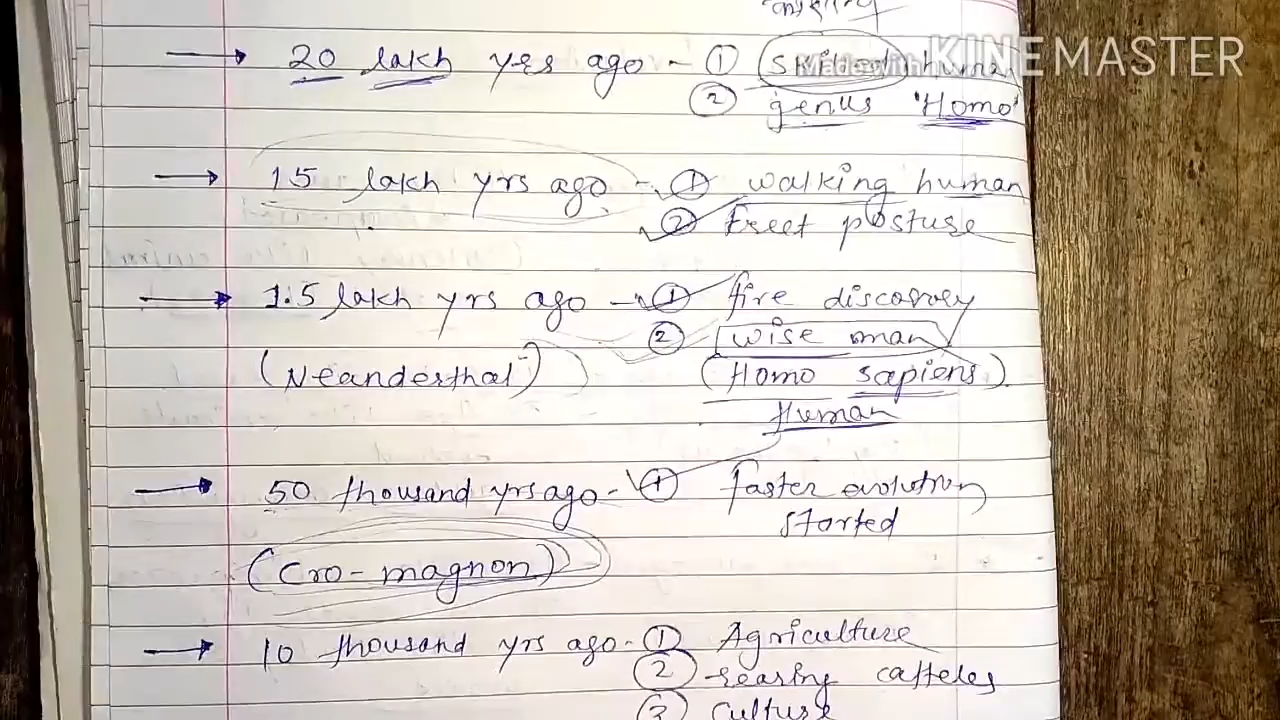 → 20 lakh yrs ago - ① skilled human
② genus 'Homo'
→ 15 lakh yrs ago - ① walking human
② Erect posture
→ 1.5 lakh yrs ago - ① fire discovery
② wise man
(Neanderthal) (Homo sapiens).
Human
→ 50 thousand yrs ago - ① Faster evolution
started
(Cro-magnon)
→ 10 thousand yrs ago - ① Agriculture
② rearing catteles
③ culture
Made with KINEMASTER